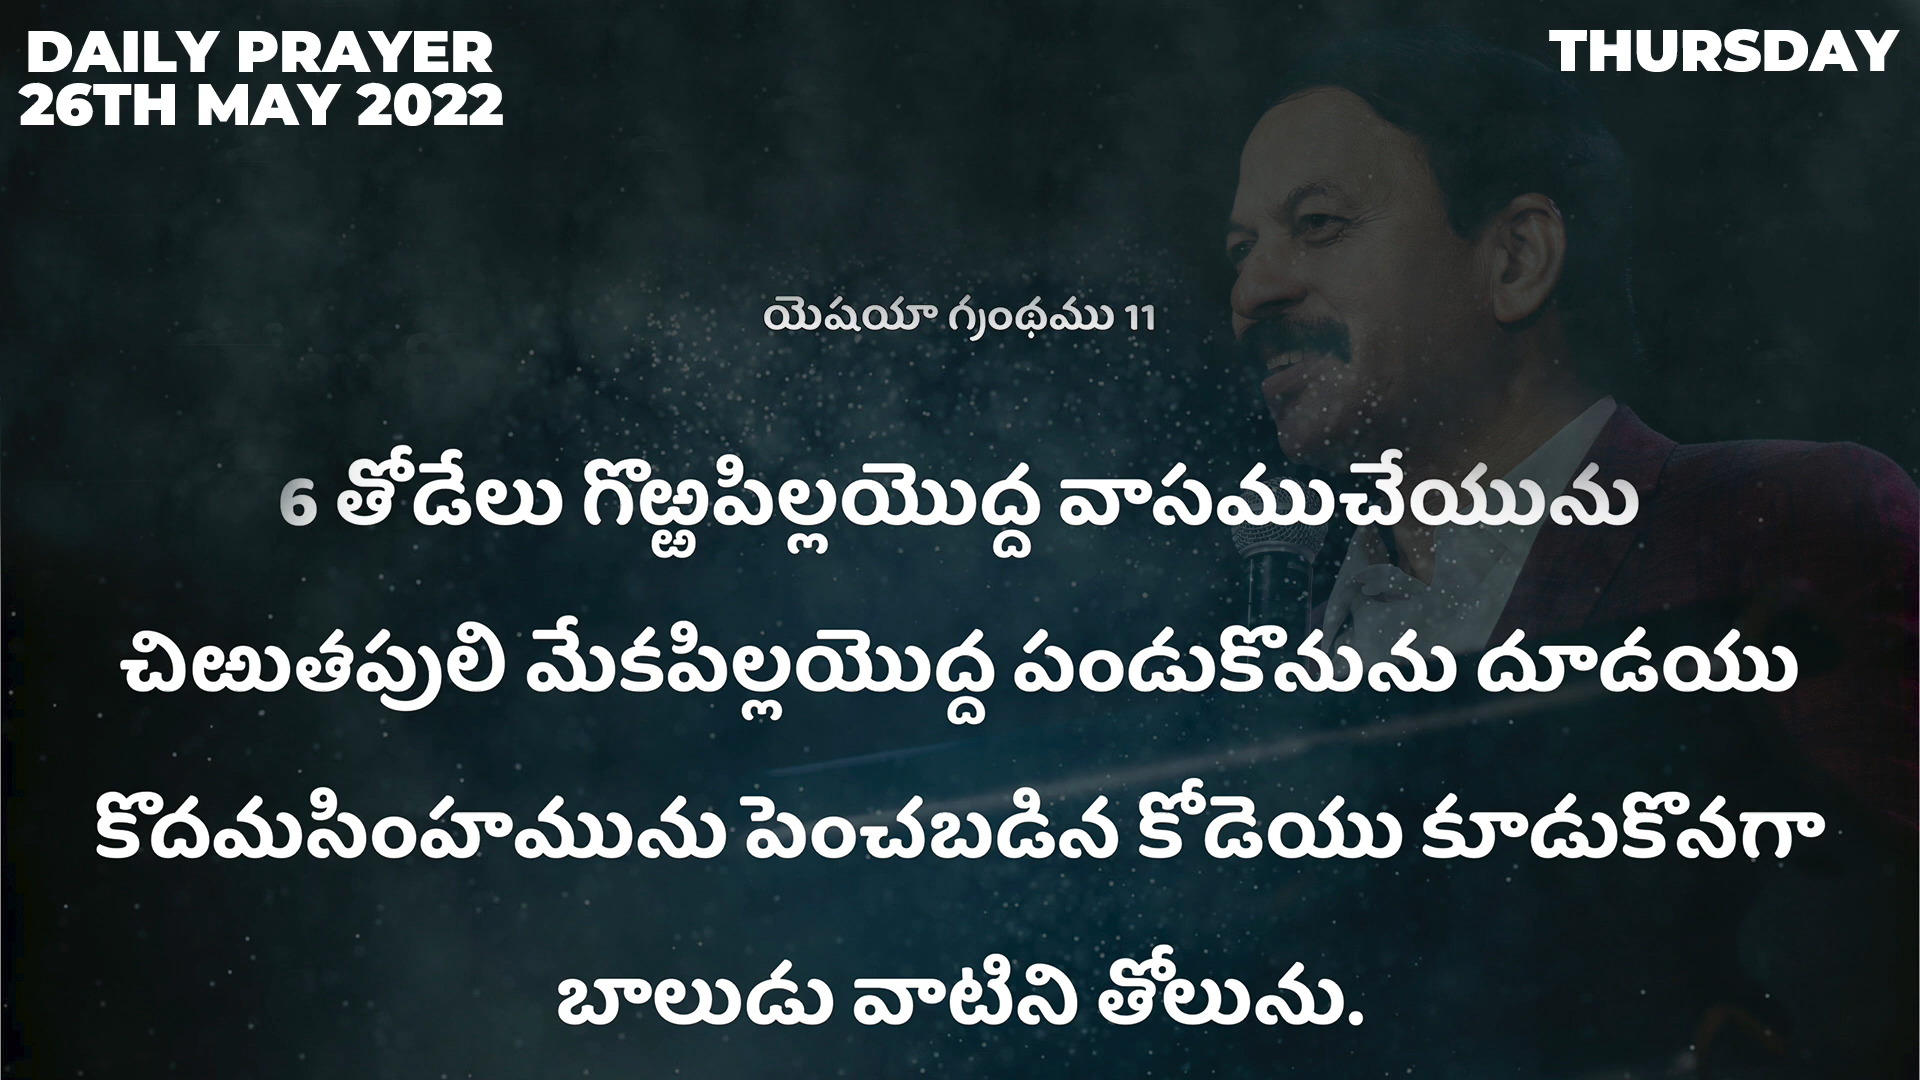 DAILY PRAYER
26TH MAY 2022
THURSDAY
యెషయా గ్రంథము 11
6 తోడేలు గొఱ్ఱపిల్లయొద్ద వాసముచేయును
చిఱుతపులి మేకపిల్లయొద్ద పండుకొనును దూడయు
కొదమసింహమును పెంచబడిన కోడెయు కూడుకొనగా
బాలుడు వాటిని తోలును.